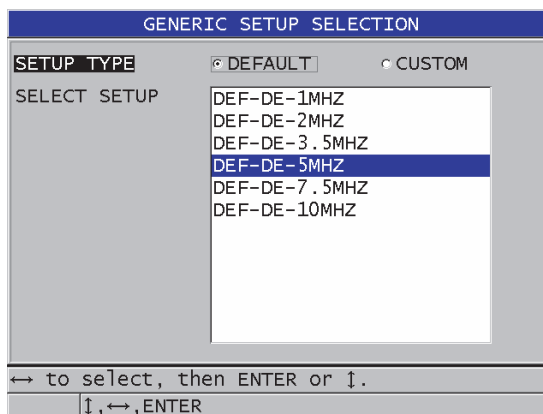 GENERIC SETUP SELECTION
SETUP TYPE DEFAULT CUSTOM
SELECT SETUP
DEF-DE-1MHZ
DEF-DE-2MHZ
DEF-DE-3.5MHZ
DEF-DE-5MHZ
DEF-DE-7.5MHZ
DEF-DE-10MHZ
↔ to select, then ENTER or ↕.
↕,↔,ENTER